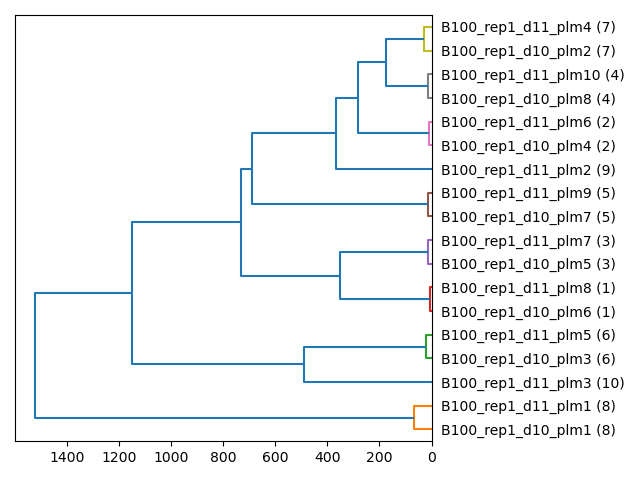 B100_rep1_d11_plm4 (7)
B100_rep1_d10_plm2 (7)
B100_rep1_d11_plm10 (4)
B100_rep1_d10_plm8 (4)
B100_rep1_d11_plm6 (2)
B100_rep1_d10_plm4 (2)
B100_rep1_d11_plm2 (9)
B100_rep1_d11_plm9 (5)
B100_rep1_d10_plm7 (5)
B100_rep1_d11_plm7 (3)
B100_rep1_d10_plm5 (3)
B100_rep1_d11_plm8 (1)
B100_rep1_d10_plm6 (1)
B100_rep1_d11_plm5 (6)
B100_rep1_d10_plm3 (6)
B100_rep1_d11_plm3 (10)
B100_rep1_d11_plm1 (8)
B100_rep1_d10_plm1 (8)
1400 1200 1000 800 600 400 200 0